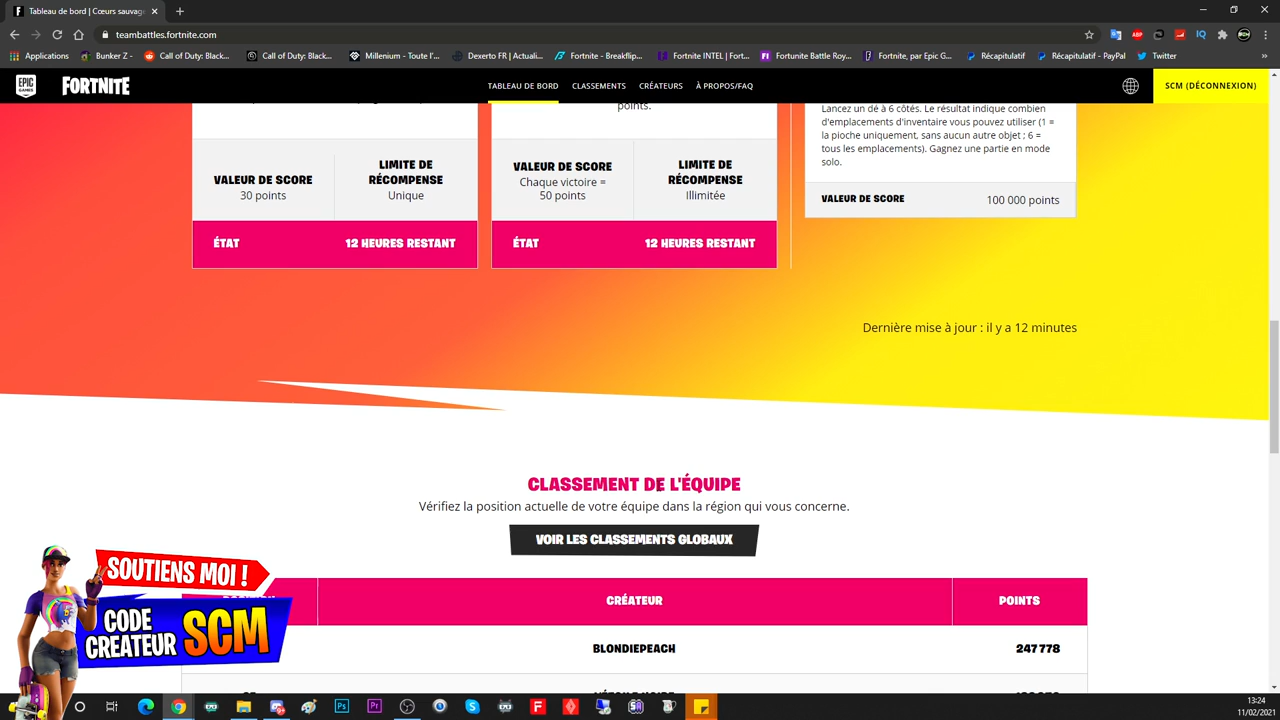 Tableau de bord | Cœurs sauvag
teambattles.fortnite.com
Applications
Bunker Z -
Call of Duty: Black...
Call of Duty: Black...
Millenium - Toute l'...
Dexerto FR | Actuali...
Fortnite - Breakflip...
Fortnite INTEL | Fort...
Fortunite Battle Roy...
Fortnite, par Epic G...
Récapitulatif
Récapitulatif - PayPal
Twitter
»
EPIC GAMES
FORTNITE
TABLEAU DE BORD
CLASSEMENTS
CRÉATEURS
À PROPOS/FAQ
SCM (DÉCONNEXION)
points.
Lancez un dé à 6 côtés. Le résultat indique combien
d'emplacements d'inventaire vous pouvez utiliser (1 =
la pioche uniquement, sans aucun autre objet ; 6 =
tous les emplacements). Gagnez une partie en mode
solo.
VALEUR DE SCORE
30 points
LIMITE DE
RÉCOMPENSE
Unique
VALEUR DE SCORE
Chaque victoire =
50 points
LIMITE DE
RÉCOMPENSE
Illimitée
VALEUR DE SCORE
100 000 points
ÉTAT
12 HEURES RESTANT
ÉTAT
12 HEURES RESTANT
Dernière mise à jour : il y a 12 minutes
CLASSEMENT DE L'ÉQUIPE
Vérifiez la position actuelle de votre équipe dans la région qui vous concerne.
VOIR LES CLASSEMENTS GLOBAUX
CRÉATEUR
POINTS
BLONDIEPEACH
247 778
SOUTIENS MOI !
CODE
CREATEUR SCM
13:24
11/02/2021